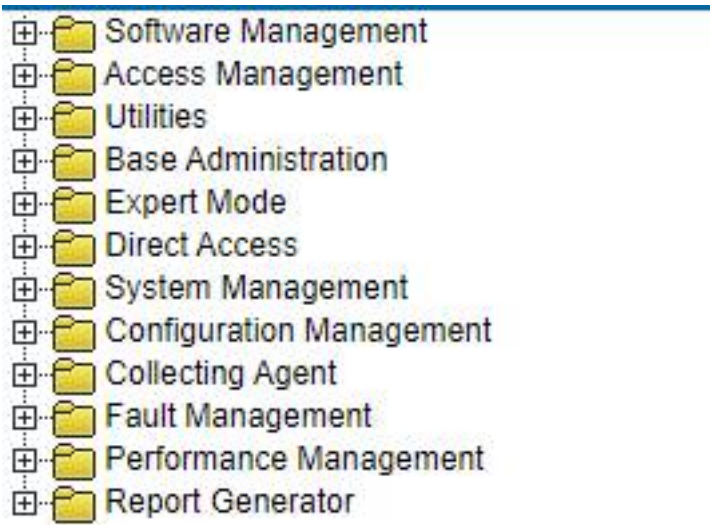 Software Management
Access Management
Utilities
Base Administration
Expert Mode
Direct Access
System Management
Configuration Management
Collecting Agent
Fault Management
Performance Management
Report Generator